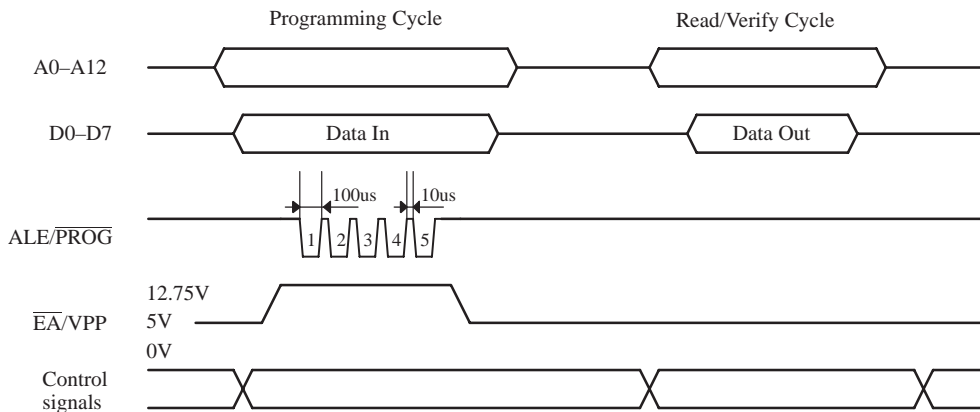 Programming Cycle
Read/Verify Cycle
A0–A12
D0–D7
Data In
Data Out
100us
10us
ALE/PROG
1 2 3 4 5
12.75V
EA/VPP
5V
0V
Control
signals